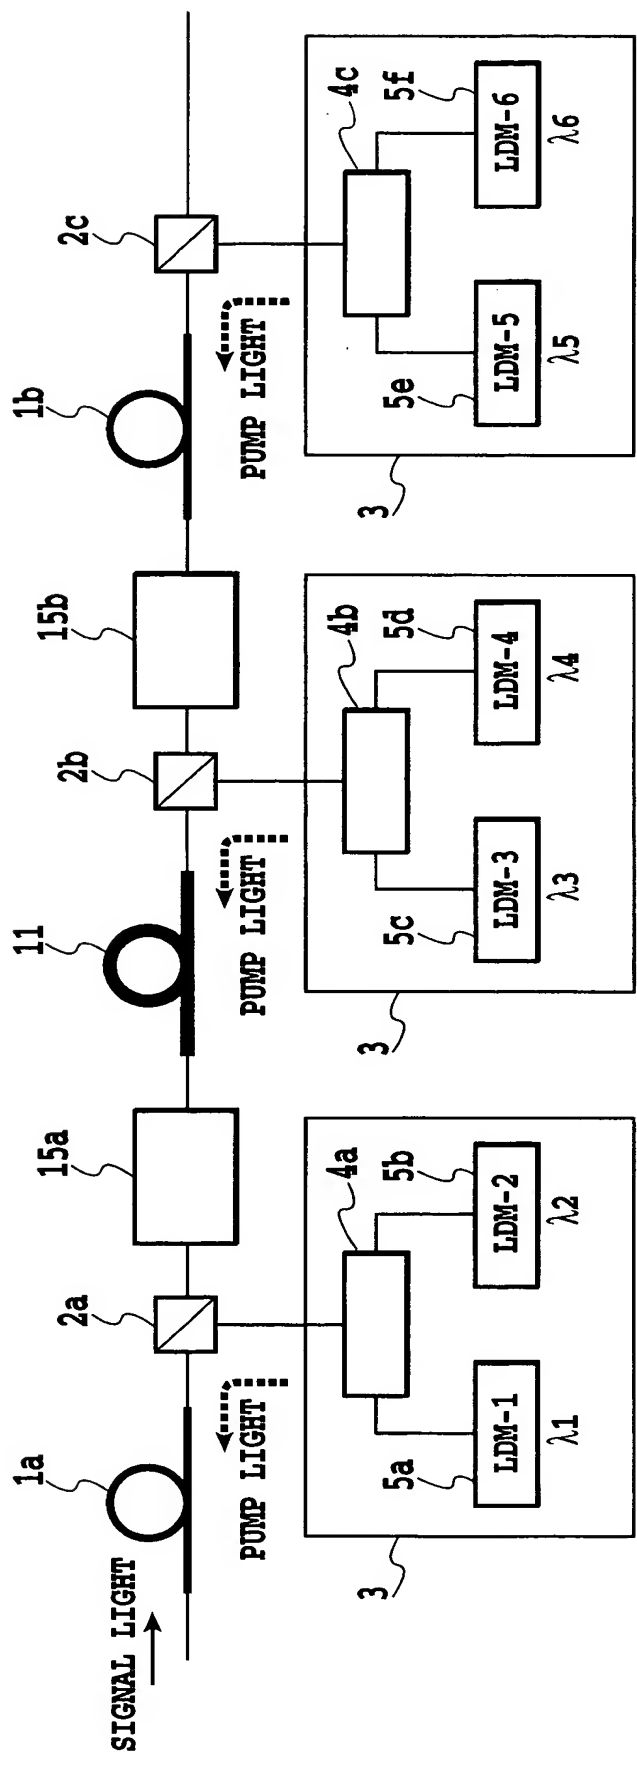 SIGNAL LIGHT
1a
2a
15a
11
2b
15b
1b
2c
PUMP LIGHT
PUMP LIGHT
PUMP LIGHT
3
4a
5a
LDM-1
λ1
5b
LDM-2
λ2
3
4b
5c
LDM-3
λ3
5d
LDM-4
λ4
3
4c
5e
LDM-5
λ5
5f
LDM-6
λ6